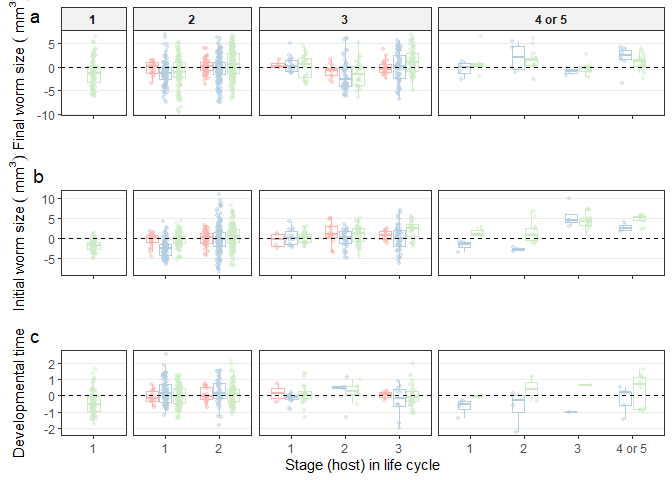 a
1 2 3 4 or 5
Final worm size ( mm³)
5
0
-5
-10
b
Initial worm size ( mm³)
10
5
0
-5
c
Developmental time
2
1
0
-1
-2
1 1 2 1 2 3 1 2 3 4 or 5
Stage (host) in life cycle